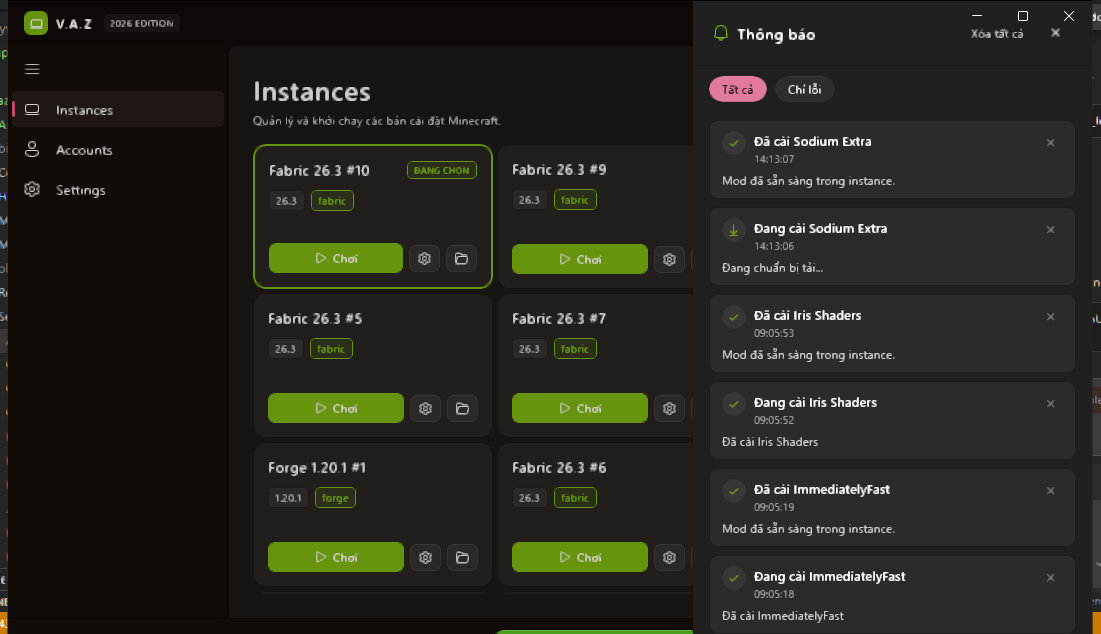 V.A.Z 2026 EDITION
Instances
Accounts
Settings
Instances
Quản lý và khởi chạy các bản cài đặt Minecraft.
Fabric 26.3 #10 ĐANG CHỌN
26.3 fabric
Chơi
Fabric 26.3 #9
26.3 fabric
Chơi
Fabric 26.3 #5
26.3 fabric
Chơi
Fabric 26.3 #7
26.3 fabric
Chơi
Forge 1.20.1 #1
1.20.1 forge
Chơi
Fabric 26.3 #6
26.3 fabric
Chơi
Thông báo
Xóa tất cả
Tất cả Chỉ lỗi
Đã cài Sodium Extra
14:13:07
Mod đã sẵn sàng trong instance.
Đang cài Sodium Extra
14:13:06
Đang chuẩn bị tải...
Đã cài Iris Shaders
09:05:53
Mod đã sẵn sàng trong instance.
Đang cài Iris Shaders
09:05:52
Đã cài Iris Shaders
Đã cài ImmediatelyFast
09:05:19
Mod đã sẵn sàng trong instance.
Đang cài ImmediatelyFast
09:05:18
Đã cài ImmediatelyFast